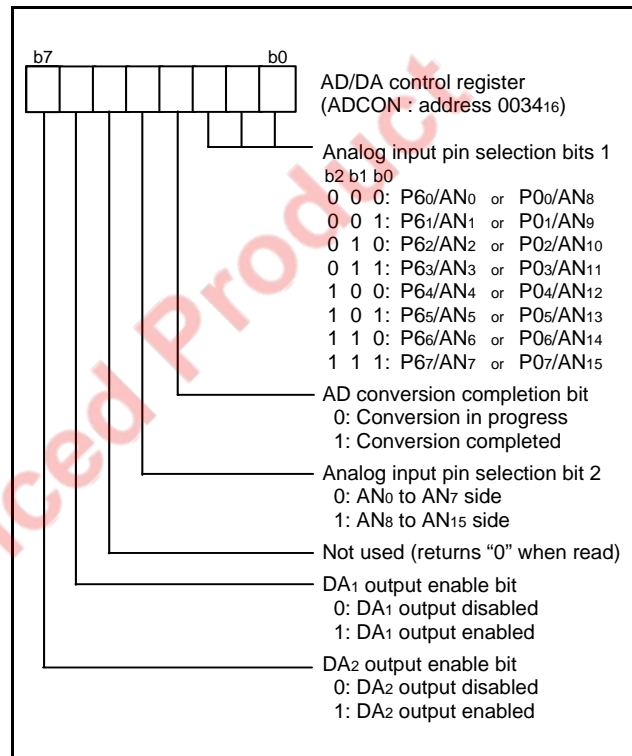 b7 b0
AD/DA control register
(ADCON : address 003416)
Analog input pin selection bits 1
b2 b1 b0
0 0 0: P60/AN0 or P00/AN8
0 0 1: P61/AN1 or P01/AN9
0 1 0: P62/AN2 or P02/AN10
0 1 1: P63/AN3 or P03/AN11
1 0 0: P64/AN4 or P04/AN12
1 0 1: P65/AN5 or P05/AN13
1 1 0: P66/AN6 or P06/AN14
1 1 1: P67/AN7 or P07/AN15
AD conversion completion bit
0: Conversion in progress
1: Conversion completed
Analog input pin selection bit 2
0: AN0 to AN7 side
1: AN8 to AN15 side
Not used (returns “0” when read)
DA1 output enable bit
0: DA1 output disabled
1: DA1 output enabled
DA2 output enable bit
0: DA2 output disabled
1: DA2 output enabled
Product